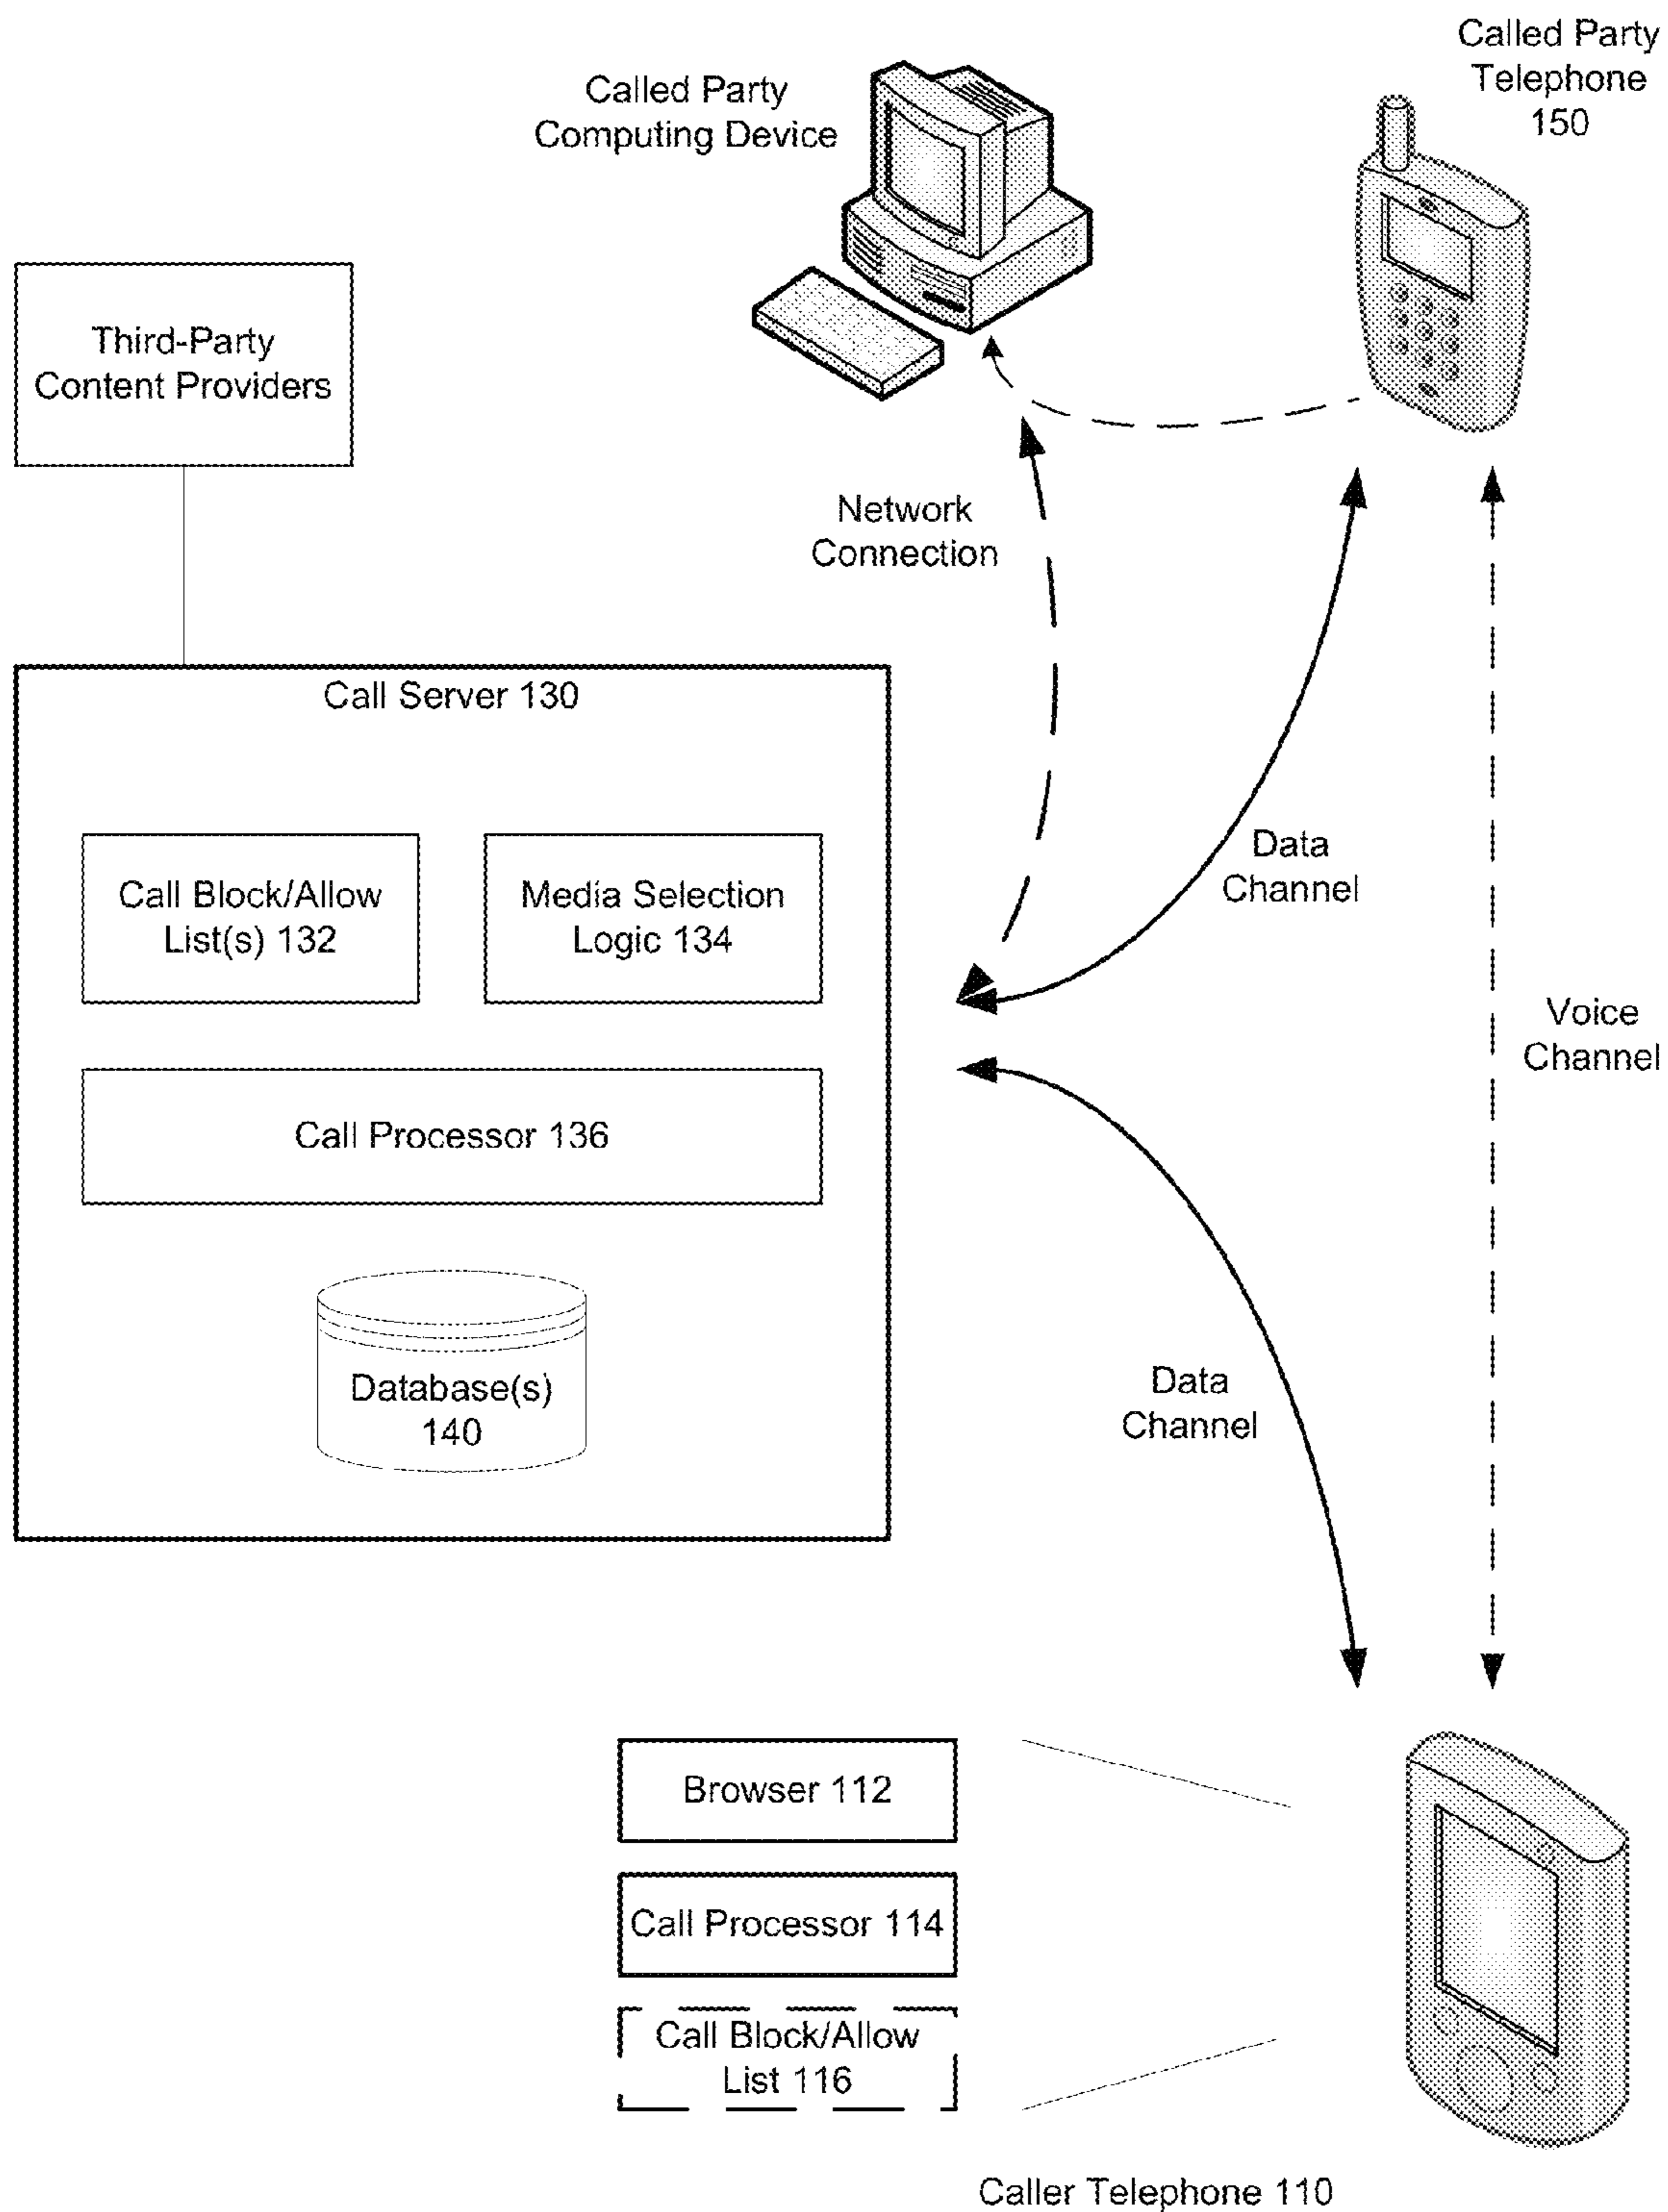 Called Party
Telephone
150
Called Party
Computing Device
Third-Party
Content Providers
Network
Connection
Call Server 130
Call Block/Allow
List(s) 132
Media Selection
Logic 134
Data
Channel
Voice
Channel
Call Processor 136
Database(s)
140
Data
Channel
Browser 112
Call Processor 114
Call Block/Allow
List 116
Caller Telephone 110